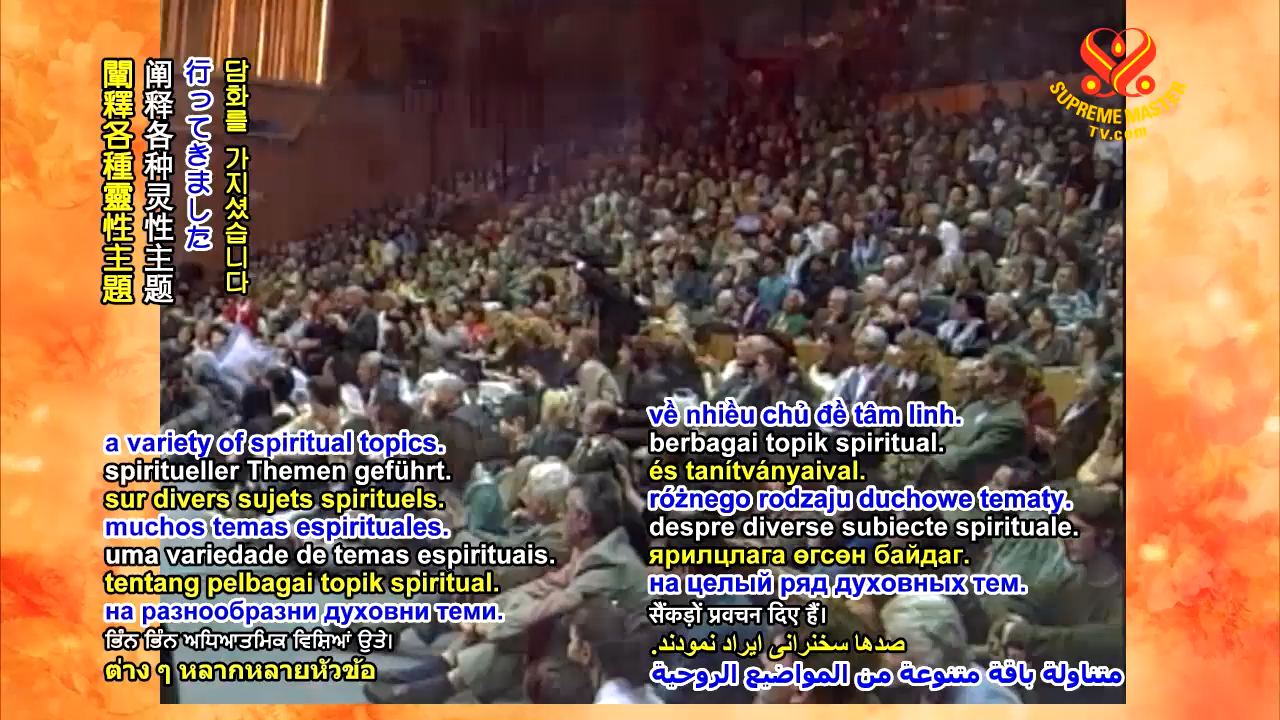 담화를 가지셨습니다
行ってきました
阐释各种灵性主题
闡釋各種靈性主題
SUPREME MASTER
TV.com
a variety of spiritual topics.
spiritueller Themen geführt.
sur divers sujets spirituels.
muchos temas espirituales.
uma variedade de temas espirituais.
tentang pelbagai topik spiritual.
на разнообразни духовни теми.
ਭਿੰਨ ਭਿੰਨ ਅਧਿਆਤਮਿਕ ਵਿਸ਼ਿਆਂ ਉਤੇ।
ต่าง ๆ หลากหลายหัวข้อ
về nhiều chủ đề tâm linh.
berbagai topik spiritual.
és tanítványaival.
różnego rodzaju duchowe tematy.
despre diverse subiecte spirituale.
ярилцлага өгсөн байдаг.
на целый ряд духовных тем.
सैंकड़ों प्रवचन दिए हैं।
صدها سخنرانی ایراد نمودند.
متناولة باقة متنوعة من المواضيع الروحية